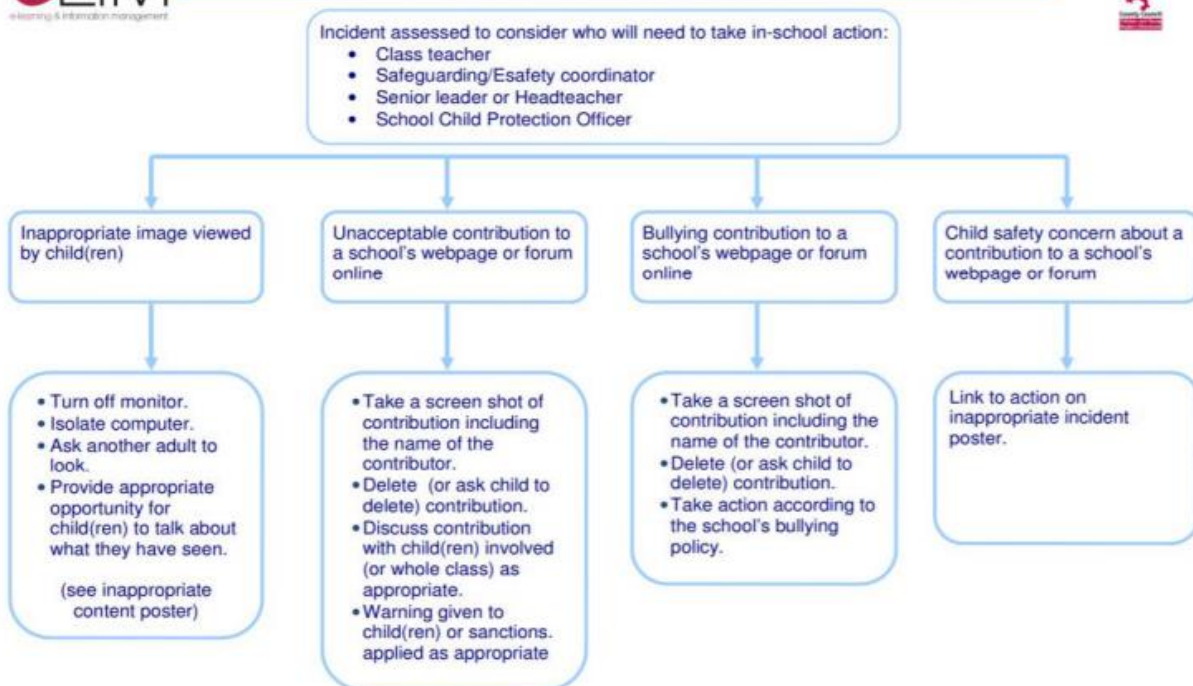 e-learning & information management
County Council
Incident assessed to consider who will need to take in-school action:
• Class teacher
• Safeguarding/Esafety coordinator
• Senior leader or Headteacher
• School Child Protection Officer
Inappropriate image viewed
by child(ren)
Unacceptable contribution to
a school's webpage or forum
online
Bullying contribution to a
school's webpage or forum
online
Child safety concern about a
contribution to a school's
webpage or forum
• Turn off monitor.
• Isolate computer.
• Ask another adult to
look.
• Provide appropriate
opportunity for
child(ren) to talk about
what they have seen.
(see inappropriate
content poster)
• Take a screen shot of
contribution including
the name of the
contributor.
• Delete (or ask child to
delete) contribution.
• Discuss contribution
with child(ren) involved
(or whole class) as
appropriate.
• Warning given to
child(ren) or sanctions.
applied as appropriate
• Take a screen shot of
contribution including the
name of the contributor.
• Delete (or ask child to
delete) contribution.
• Take action according to
the school's bullying
policy.
Link to action on
inappropriate incident
poster.